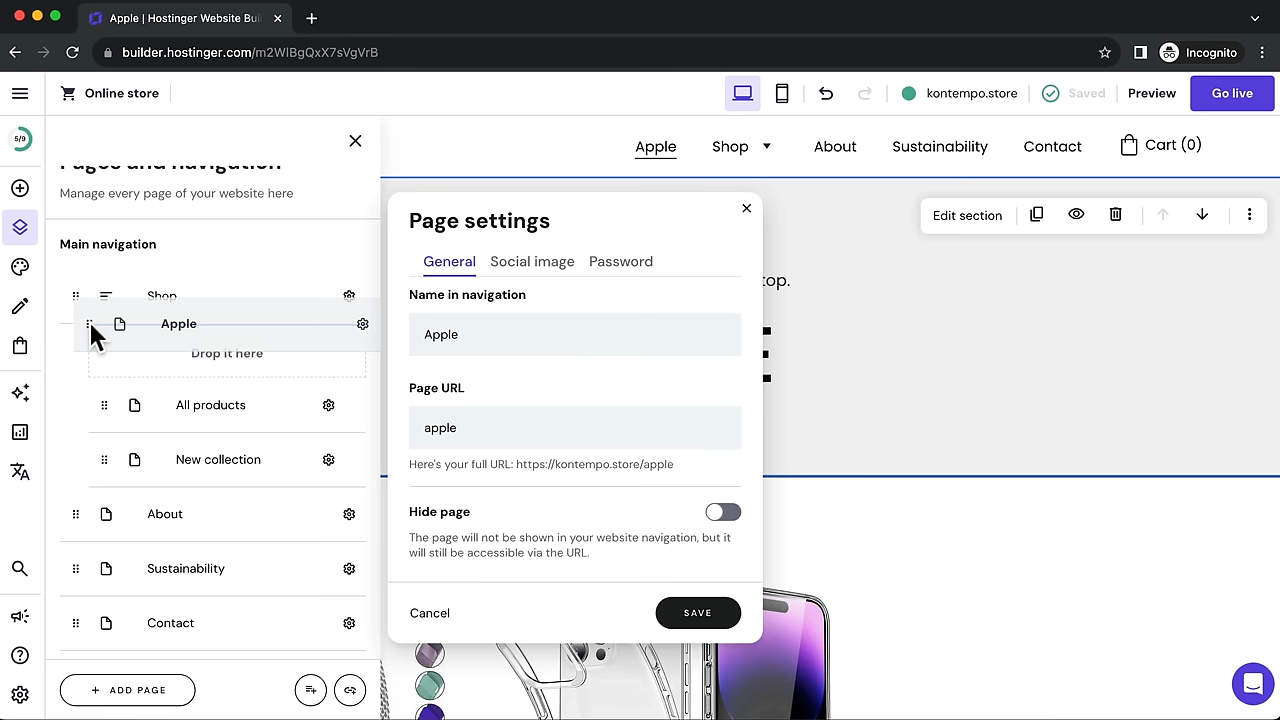 Apple | Hostinger Website Buil
builder.hostinger.com/m2WlBgQxX7sVgVrB
Incognito
Online store
kontempo.store
Saved
Preview
Go live
5/9
Pages and navigation
Manage every page of your website here
Main navigation
Shop
Apple
Drop it here
All products
New collection
About
Sustainability
Contact
ADD PAGE
Apple
Shop
About
Sustainability
Contact
Cart (0)
Edit section
top.
Page settings
General
Social image
Password
Name in navigation
Apple
Page URL
apple
Here's your full URL: https://kontempo.store/apple
Hide page
The page will not be shown in your website navigation, but it
will still be accessible via the URL.
Cancel
SAVE